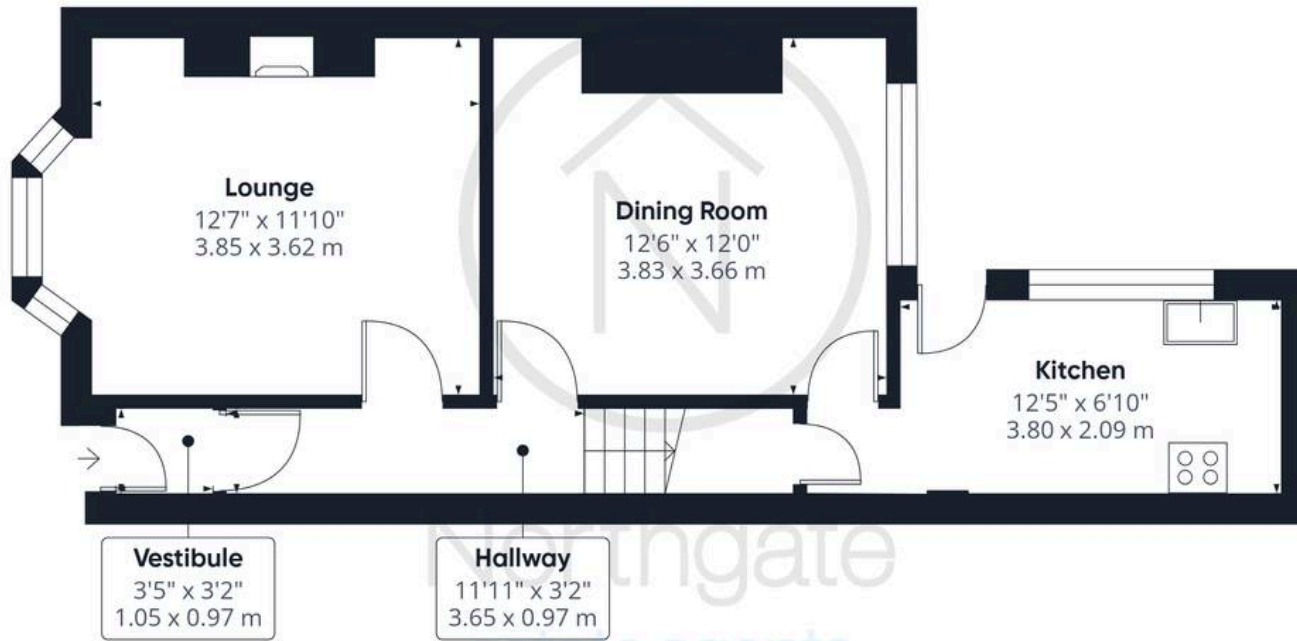 Lounge
12'7" x 11'10"
3.85 x 3.62 m
Dining Room
12'6" x 12'0"
3.83 x 3.66 m
Kitchen
12'5" x 6'10"
3.80 x 2.09 m
Vestibule
3'5" x 3'2"
1.05 x 0.97 m
Hallway
11'11" x 3'2"
3.65 x 0.97 m
N
Northgate